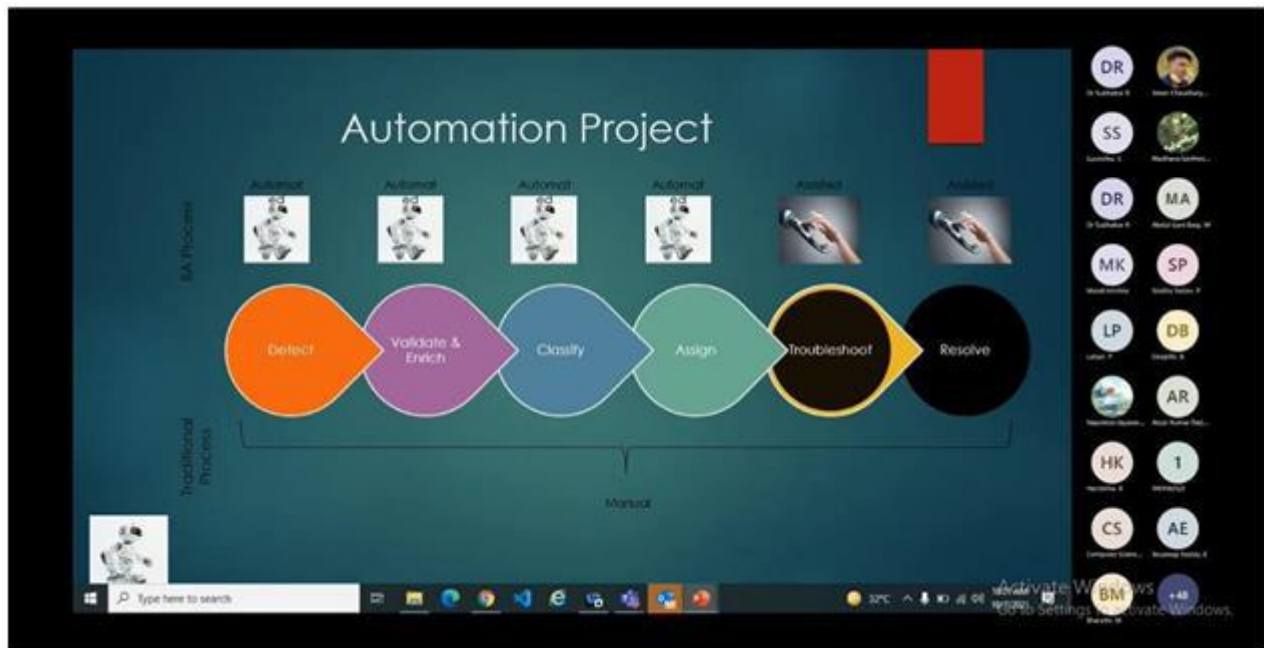 Automation Project
Automat
Automat
Automat
Automat
Assisted
Assisted
Process
Detect
Validate &
Enrich
Classify
Assign
Troubleshoot
Resolve
Traditional
Process
Manual
Type here to search
32°C
Activate Windows
Go to Settings to activate Windows.
DR
SS
DR
MA
MK
SP
LP
DB
AR
HK
1
CS
AE
BM
+48